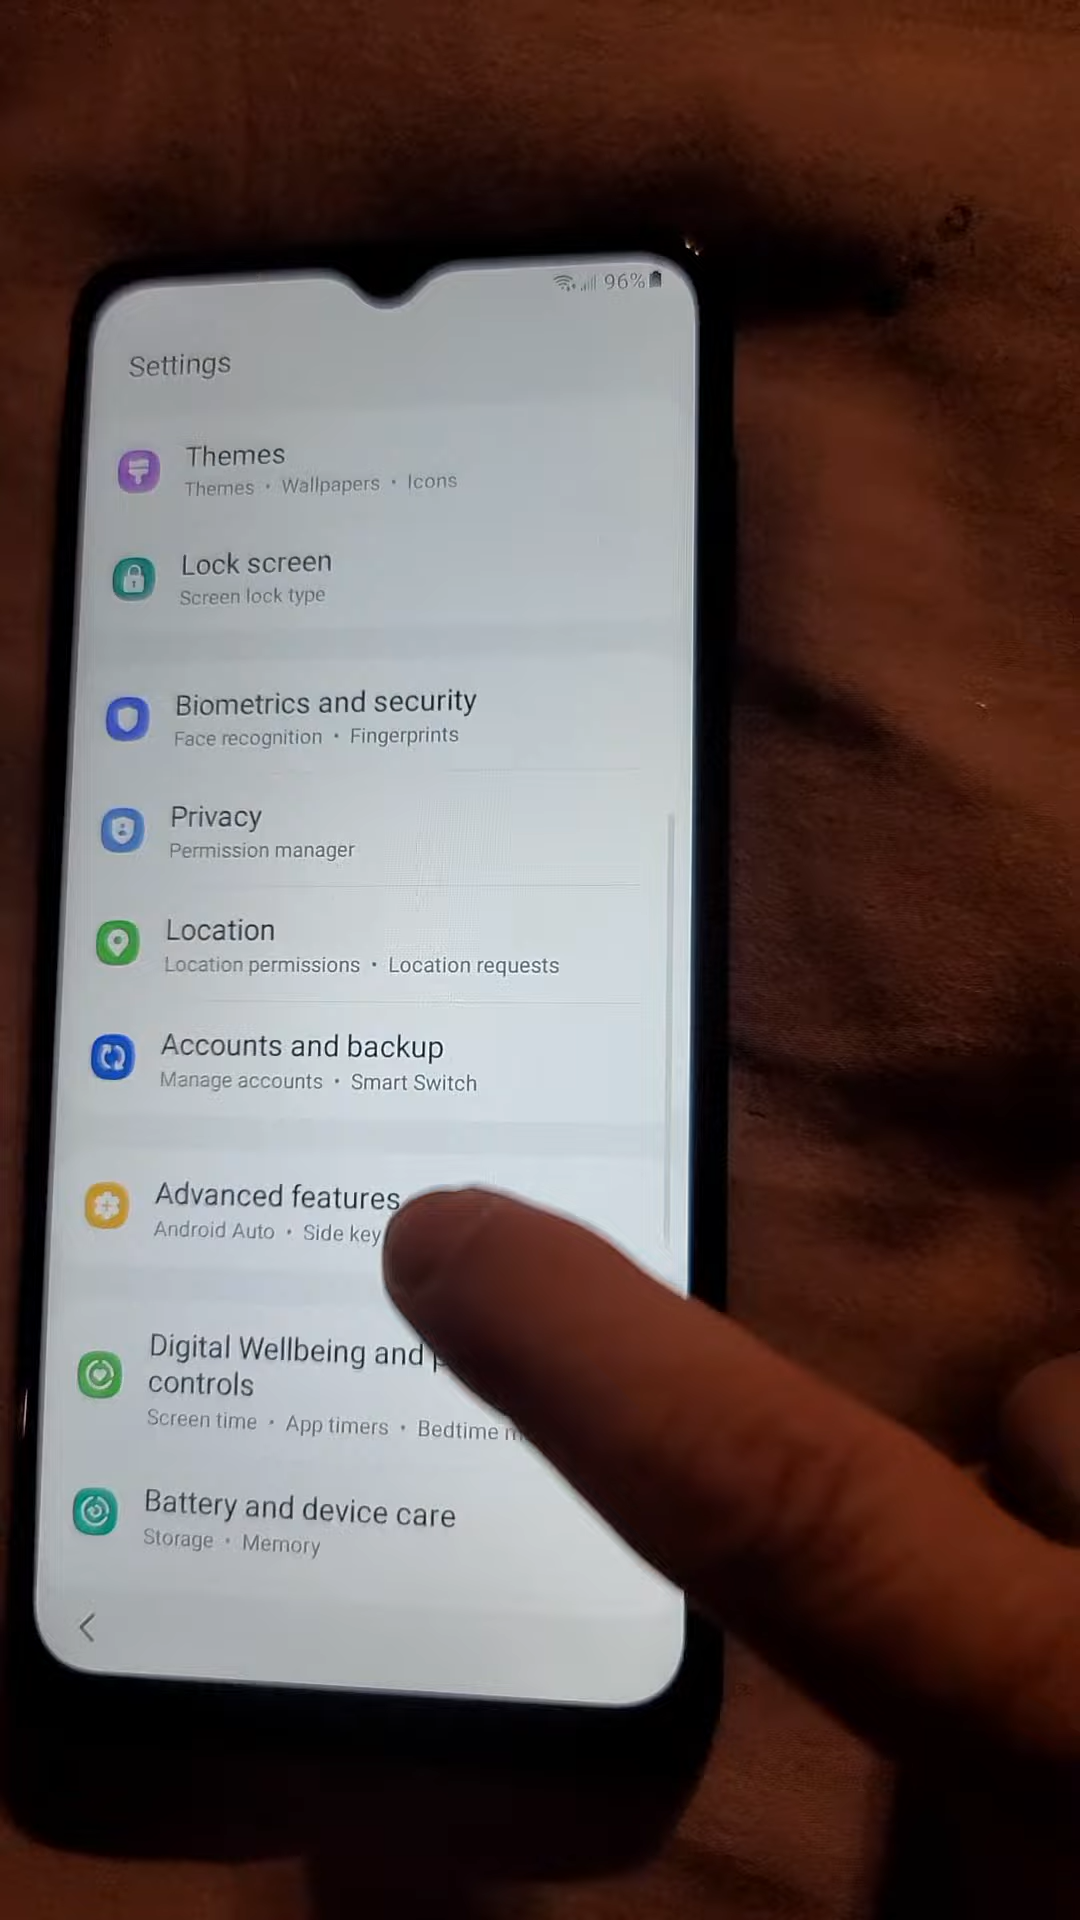 96%
Settings
Themes
Themes • Wallpapers • Icons
Lock screen
Screen lock type
Biometrics and security
Face recognition • Fingerprints
Privacy
Permission manager
Location
Location permissions • Location requests
Accounts and backup
Manage accounts • Smart Switch
Advanced features
Android Auto • Side key
Digital Wellbeing and
controls
Screen time • App timers • Bedtime
Battery and device care
Storage • Memory